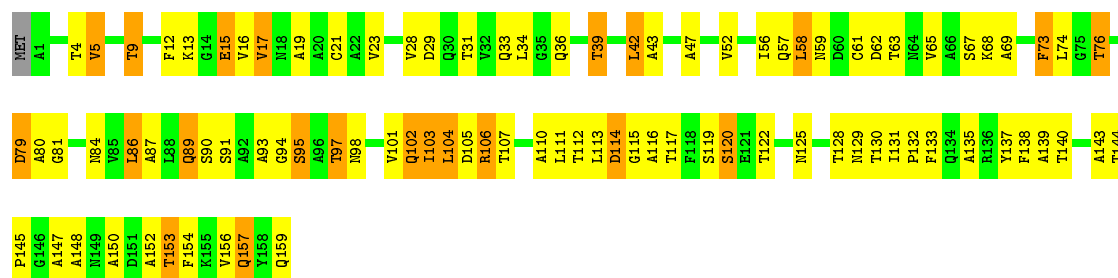 MET A1 T4 V5 T9 F12 K13 G14 E15 V16 V17 N18 A19 A20 C21 A22 V23 V28 D29 Q30 T31 V32 Q33 L34 G35 Q36 T39 L42 A43 A47 V52 I56 Q57 L58 N59 D60 C61 D62 T63 N64 V65 A66 S67 K68 A69 F73 L74 G75 T76
D79 A80 G81 N84 V85 L86 A87 L88 Q89 S90 S91 A92 A93 G94 S95 A96 T97 N98 V101 Q102 I103 L104 D105 R106 T107 A110 L111 T112 L113 D114 G115 A116 T117 F118 S119 S120 E121 T122 N125 T128 N129 T130 I131 P132 F133 Q134 A135 R136 Y137 F138 A139 T140 A143 T144
P145 G146 A147 A148 N149 A150 D151 A152 T153 F154 K155 V156 Q157 Y158 Q159